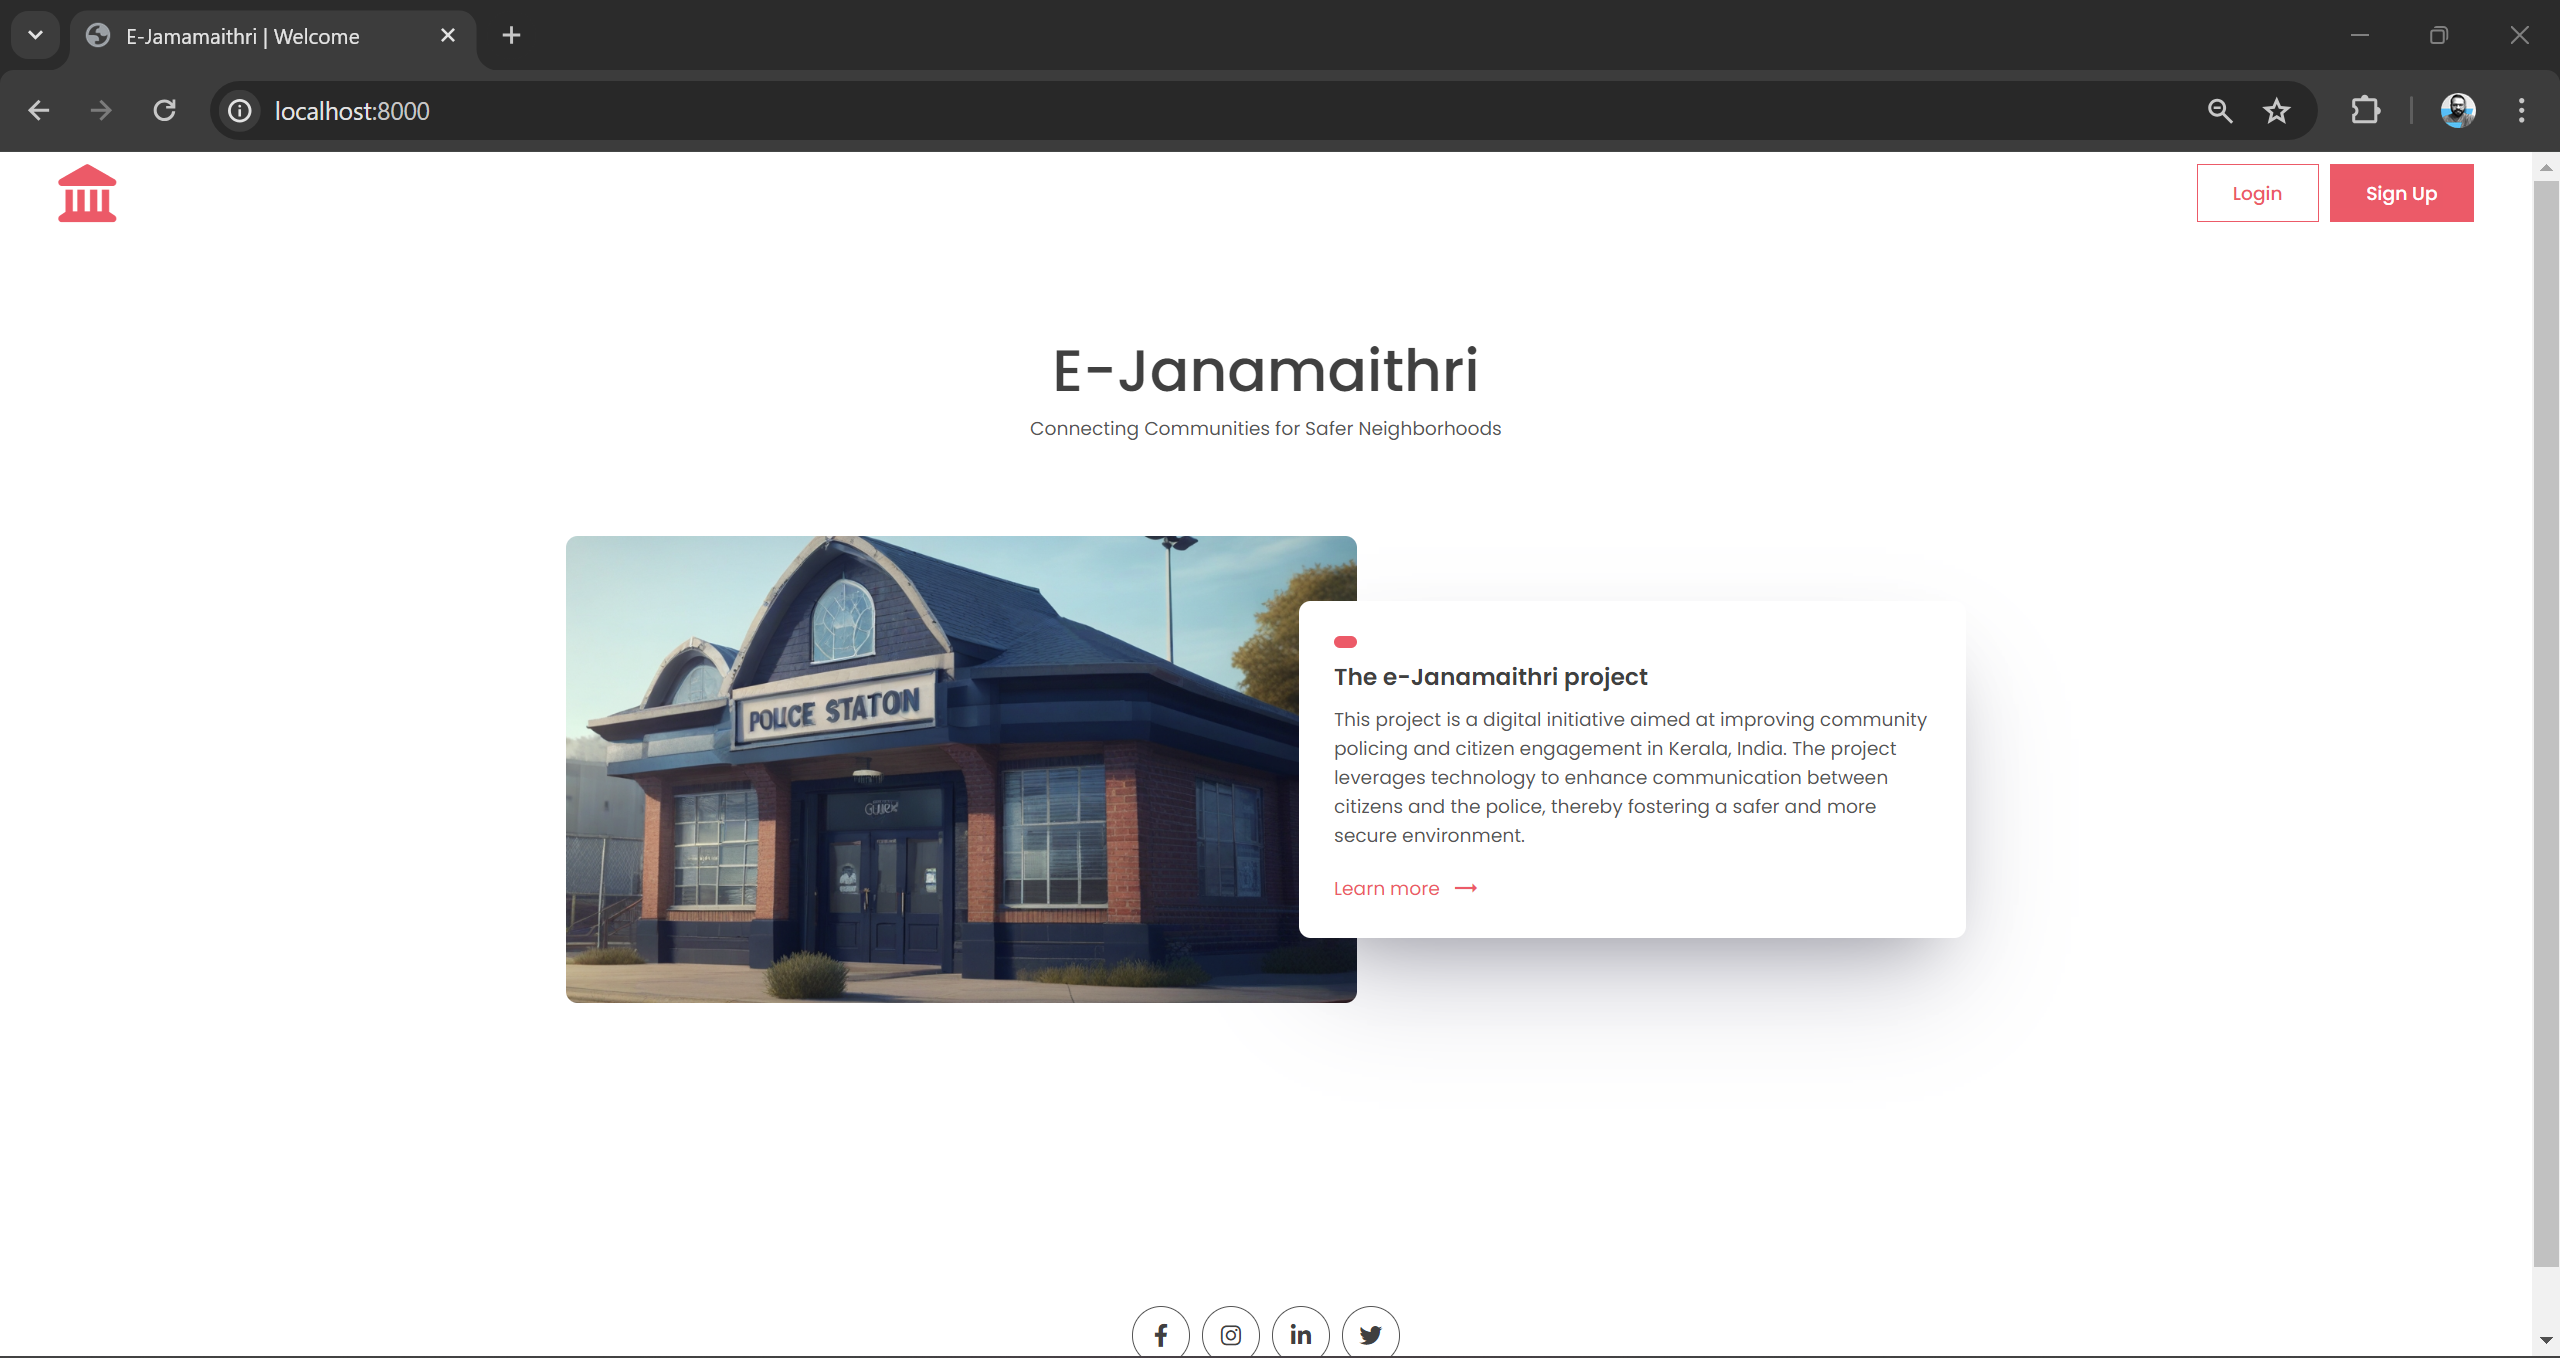 E-Jamamaithri | Welcome
localhost:8000
Login
Sign Up
E-Janamaithri
Connecting Communities for Safer Neighborhoods
POLICE STATON
The e-Janamaithri project
This project is a digital initiative aimed at improving community
policing and citizen engagement in Kerala, India. The project
leverages technology to enhance communication between
citizens and the police, thereby fostering a safer and more
secure environment.
Learn more